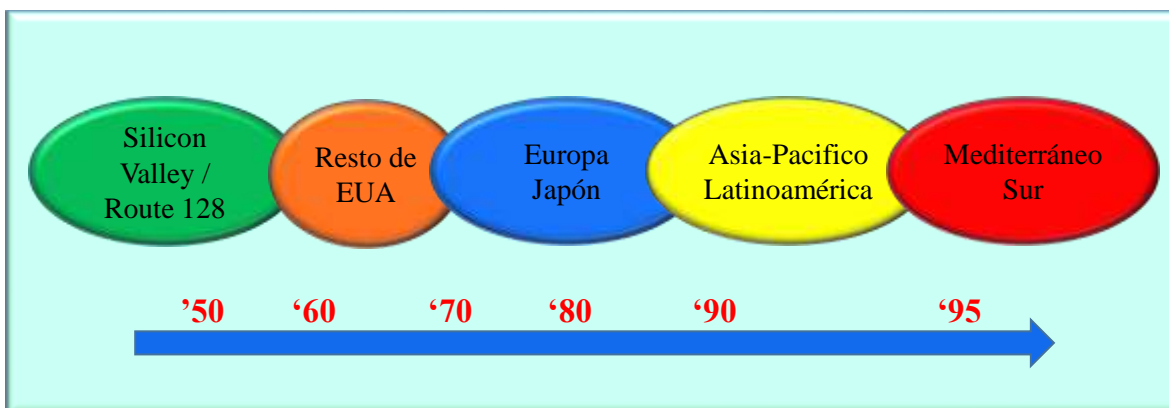 Silicon
Valley /
Route 128
Resto de
EUA
Europa
Japón
Asia-Pacifico
Latinoamérica
Mediterráneo
Sur
’50 ‘60 ‘70 ‘80 ‘90 ‘95